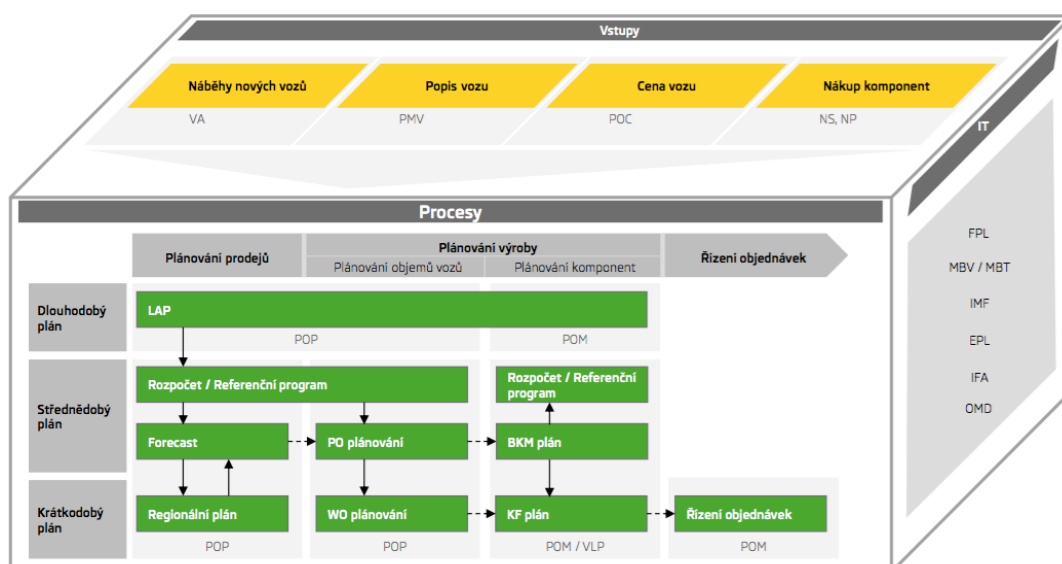 Vstupy
Náběhy nových vozů
Popis vozu
Cena vozu
Nákup komponent
VA
PMV
POC
NS, NP
IT
Procesy
Plánování prodejů
Plánování výroby
Plánování objemů vozů
Plánování komponent
Řízení objednávek
FPL
MBV / MBT
IMF
EPL
IFA
OMD
Dlouhodobý
plán
LAP
POP
POM
Střednědobý
plán
Rozpočet / Referenční program
Rozpočet / Referenční
program
Forecast
PO plánování
BKM plán
Krátkodobý
plán
Regionální plán
WO plánování
KF plán
Řízení objednávek
POP
POP
POM / VLP
POM